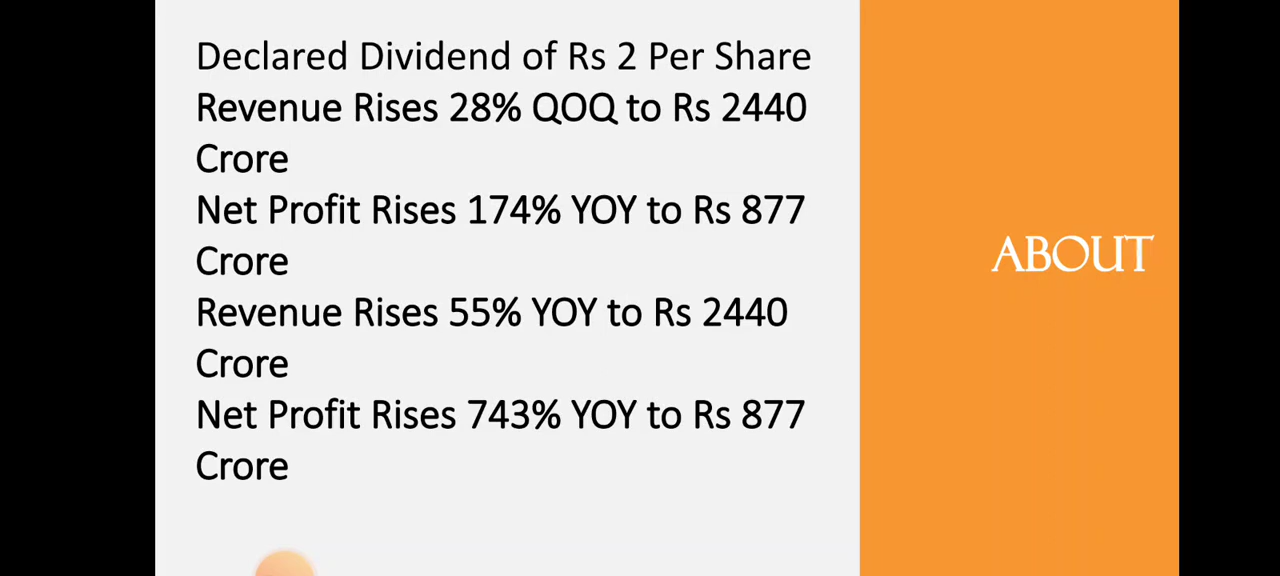 Declared Dividend of Rs 2 Per Share
Revenue Rises 28% QOQ to Rs 2440
Crore
Net Profit Rises 174% YOY to Rs 877
Crore
Revenue Rises 55% YOY to Rs 2440
Crore
Net Profit Rises 743% YOY to Rs 877
Crore
ABOUT